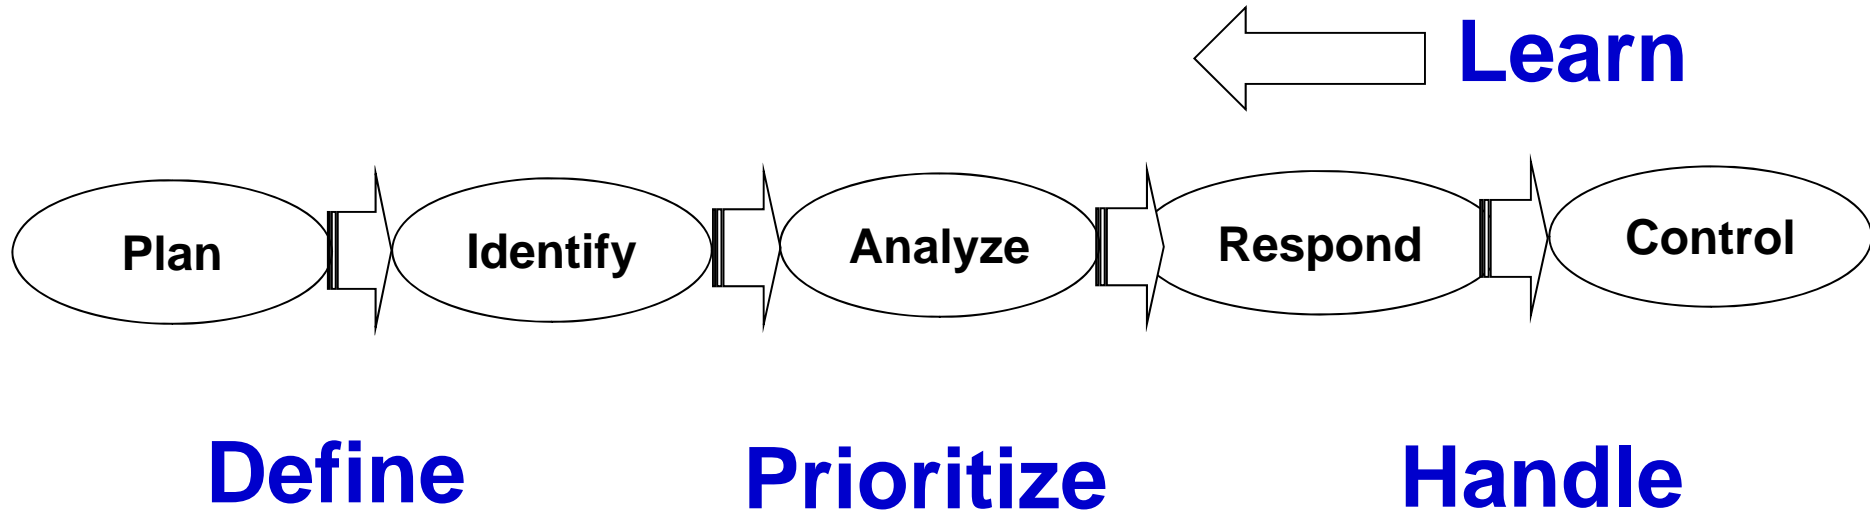 Learn
Plan
Identify
Analyze
Respond
Control
Define
Prioritize
Handle